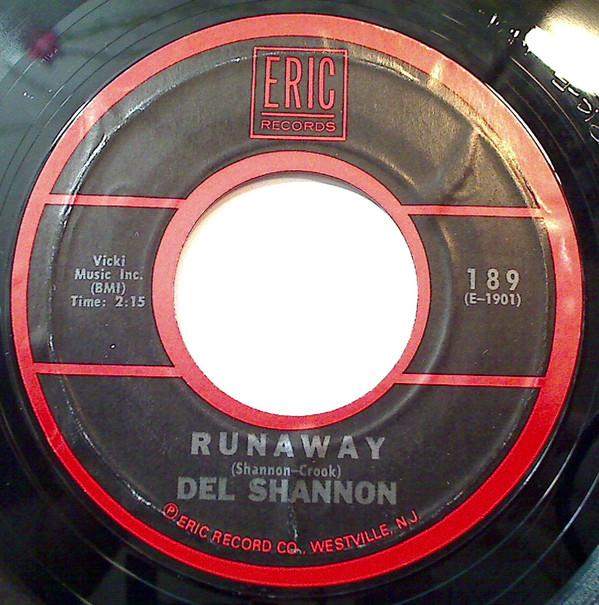 ERIC
RECORDS
Vicki
Music Inc.
(BMI)
Time: 2:15
189
(E-1901)
RUNAWAY
(Shannon-Crook)
DEL SHANNON
Ⓟ ERIC RECORD CO., WESTVILLE, N.J.